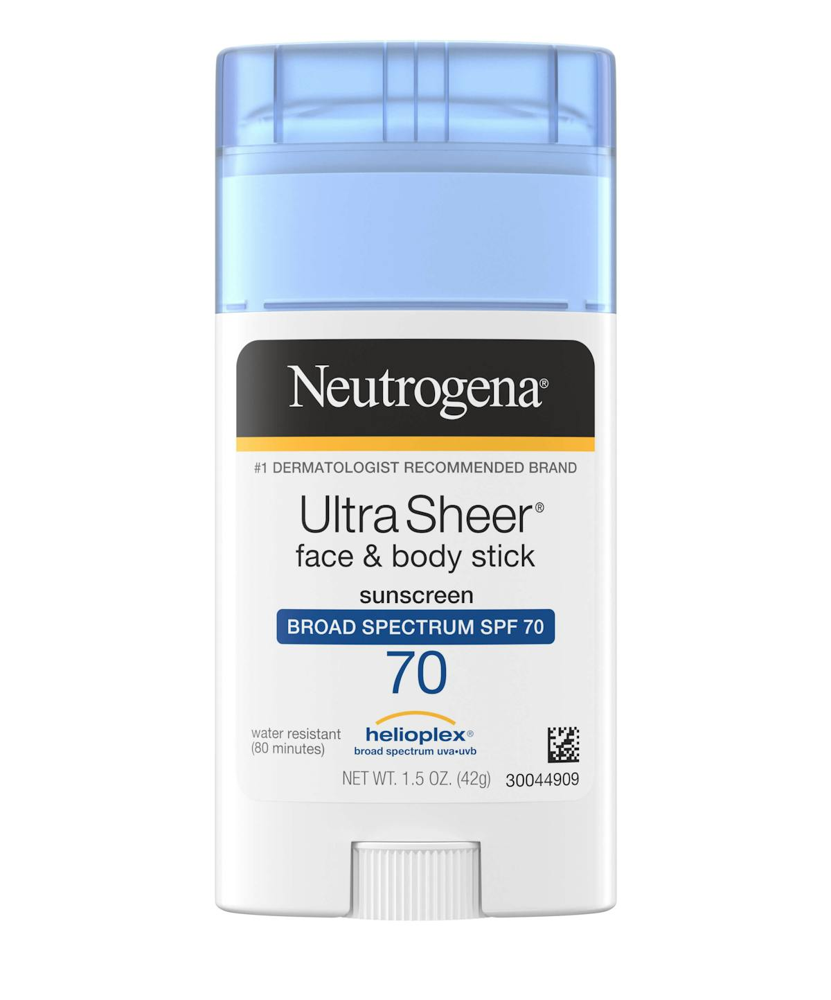 Neutrogena®
#1 DERMATOLOGIST RECOMMENDED BRAND
Ultra Sheer®
face & body stick
sunscreen
BROAD SPECTRUM SPF 70
70
water resistant
(80 minutes)
helioplex®
broad spectrum uva•uvb
NET WT. 1.5 OZ. (42g)
30044909